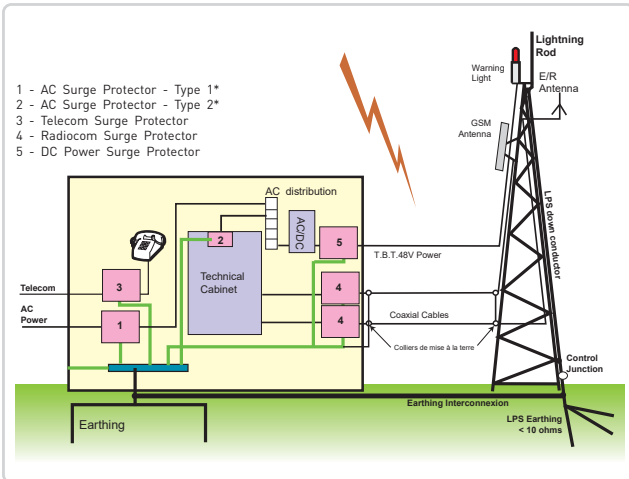 1 - AC Surge Protector - Type 1*
2 - AC Surge Protector - Type 2*
3 - Telecom Surge Protector
4 - Radiocom Surge Protector
5 - DC Power Surge Protector
Lightning
Rod
Warning
Light
E/R
Antenna
GSM
Antenna
LPS down conductor
AC distribution
AC/DC
2
5
T.B.T.48V Power
Technical
Cabinet
Telecom
3
4
AC
Power
1
4
Coaxial Cables
Colliers de mise à la terre
Control
Junction
Earthing Interconnexion
Earthing
LPS Earthing
< 10 ohms